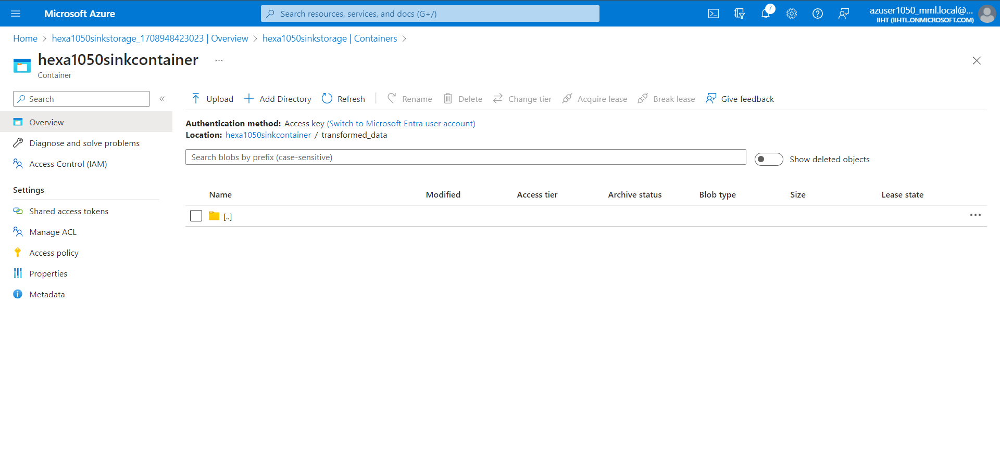 Microsoft Azure
Search resources, services, and docs (G+/)
7
azuser1050_mml.local@...
IIHT (IIHTL.ONMICROSOFT.COM)
Home > hexa1050sinkstorage_1708948423023 | Overview > hexa1050sinkstorage | Containers >
hexa1050sinkcontainer ...
Container
Search «
Overview
Diagnose and solve problems
Access Control (IAM)
Settings
Shared access tokens
Manage ACL
Access policy
Properties
Metadata
Upload Add Directory Refresh Rename Delete Change tier Acquire lease Break lease Give feedback
Authentication method: Access key (Switch to Microsoft Entra user account)
Location: hexa1050sinkcontainer / transformed_data
Search blobs by prefix (case-sensitive)
Show deleted objects
Name Modified Access tier Archive status Blob type Size Lease state
[..]